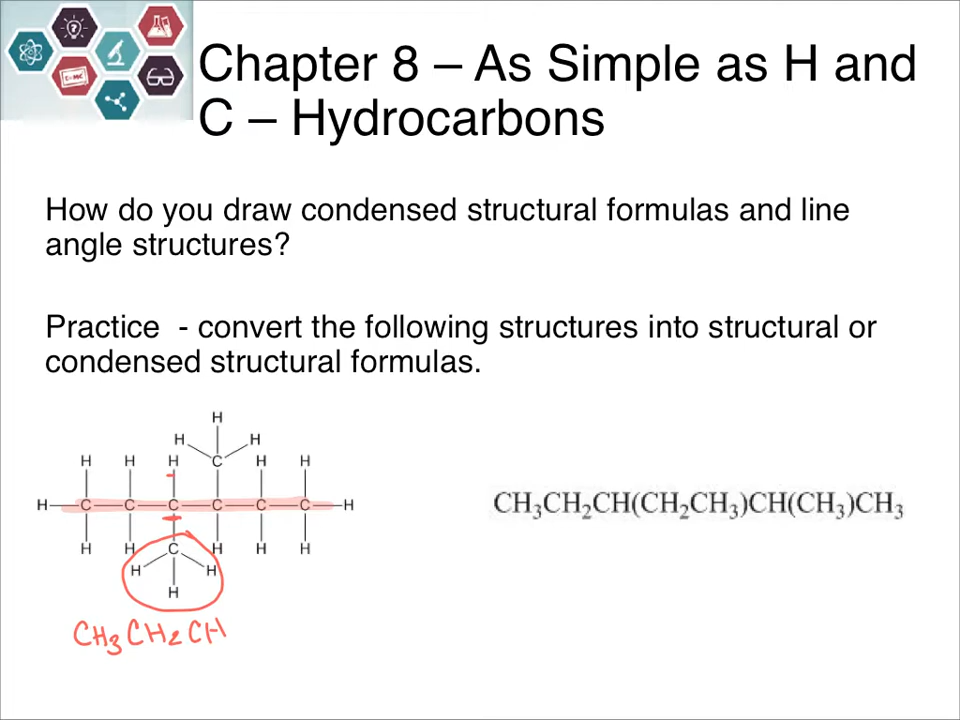 Chapter 8 – As Simple as H and
C – Hydrocarbons
How do you draw condensed structural formulas and line
angle structures?
Practice - convert the following structures into structural or
condensed structural formulas.
H
H H
H H H C H H
H C C C C C C H
H H C H H H
H H
H
CH₃CH₂CH(CH₂CH₃)CH(CH₃)CH₃
CH₃CH₂CH